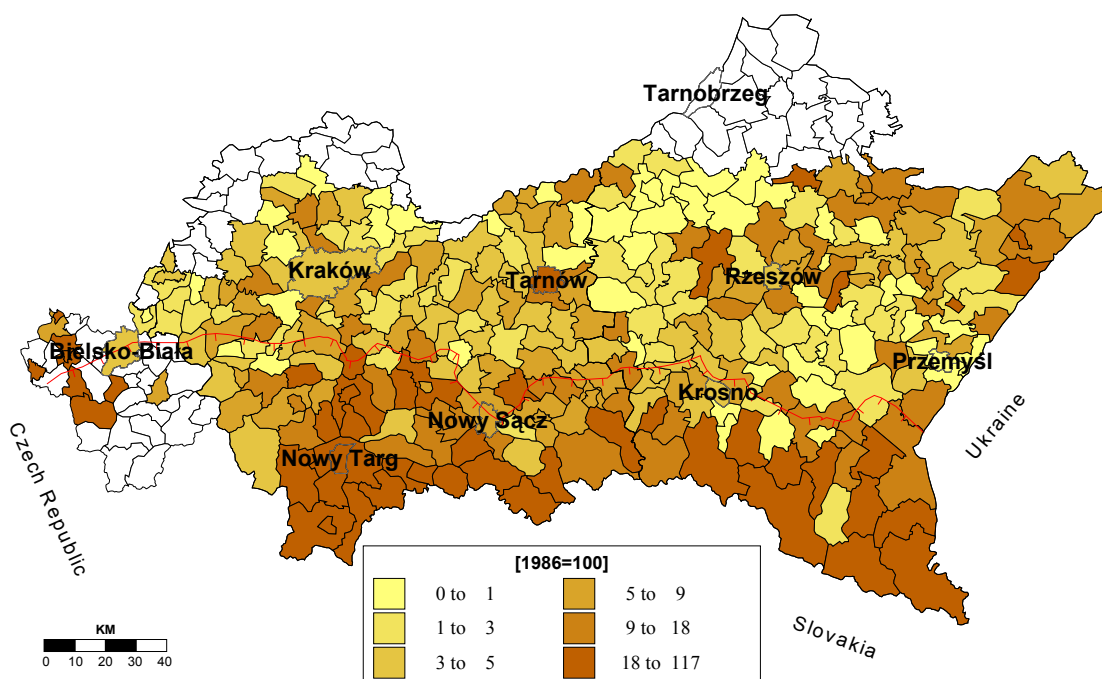 Tarnobrzeg
Kraków
Tarnów
Rzeszów
Bielsko-Biala
Przemyśl
Krosno
Nowy Sącz
Nowy Targ
Czech Republic
Ukraine
Slovakia
[1986=100]
0 to 1
1 to 3
3 to 5
5 to 9
9 to 18
18 to 117
KM
0 10 20 30 40